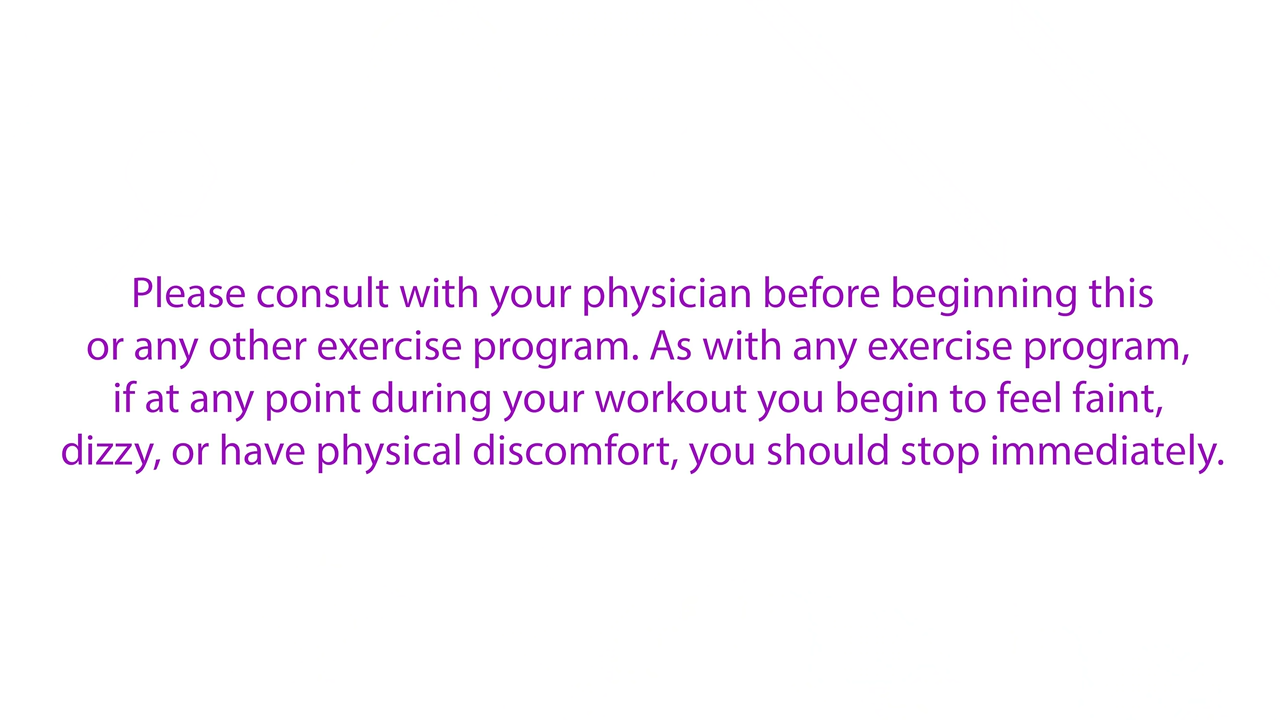 Please consult with your physician before beginning this
or any other exercise program. As with any exercise program,
if at any point during your workout you begin to feel faint,
dizzy, or have physical discomfort, you should stop immediately.